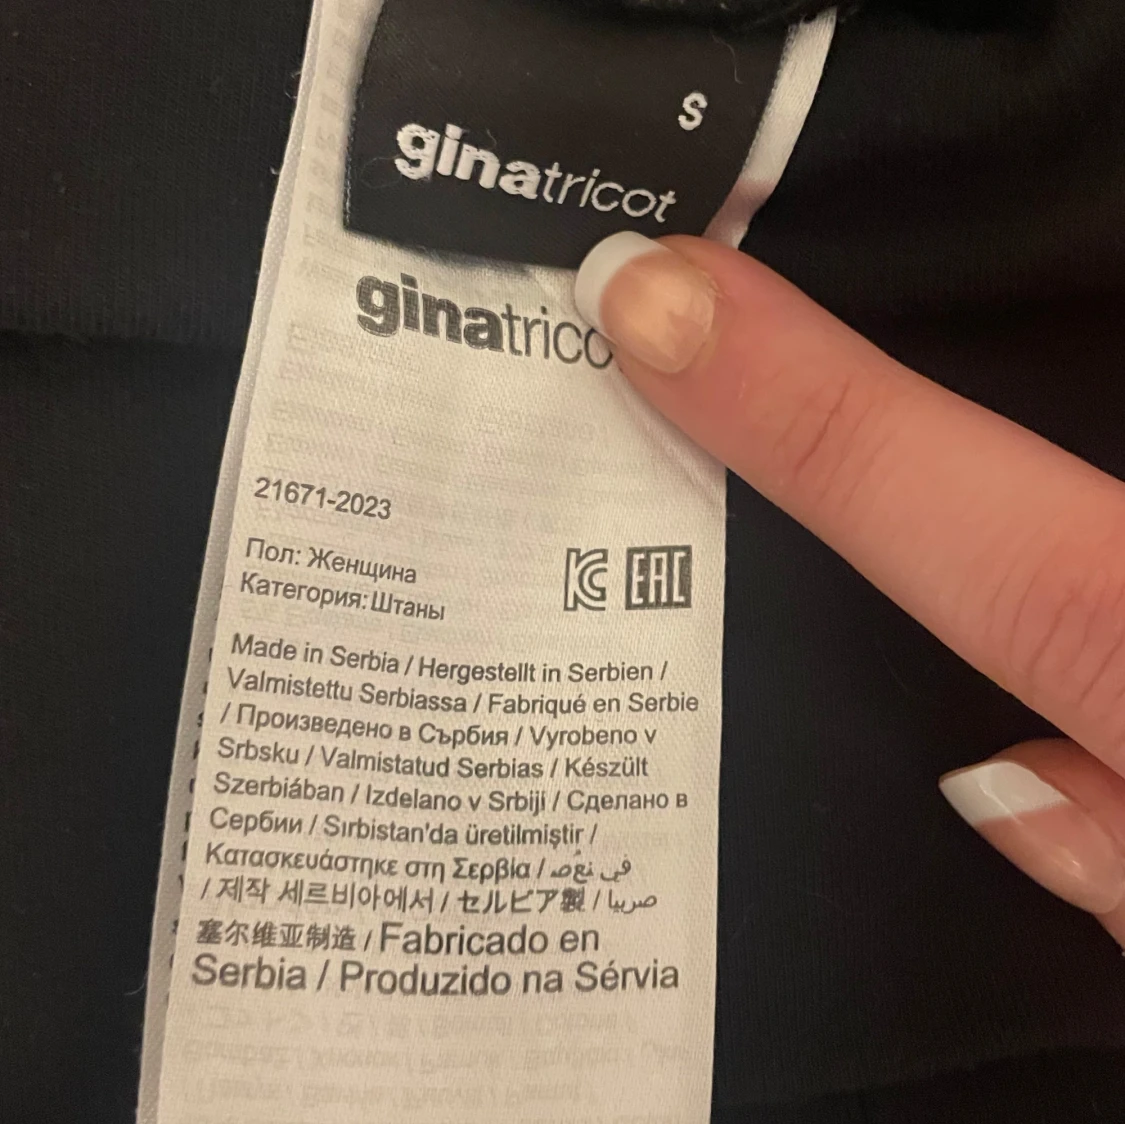 S
ginatricot
ginatrico
21671-2023
Пол: Женщина
Категория: Штаны
KC EAC
Made in Serbia / Hergestellt in Serbien /
Valmistettu Serbiassa / Fabriqué en Serbie
/ Произведено в Сърбия / Vyrobeno v
Srbsku / Valmistatud Serbias / Készült
Szerbiában / Izdelano v Srbiji / Сделано в
Сербии / Sırbistan'da üretilmiştir /
Κατασκευάστηκε στη Σερβία / في
/ 제작 세르비아에서 / セルビア製 / صربيا
塞尔维亚制造 / Fabricado en
Serbia / Produzido na Sérvia